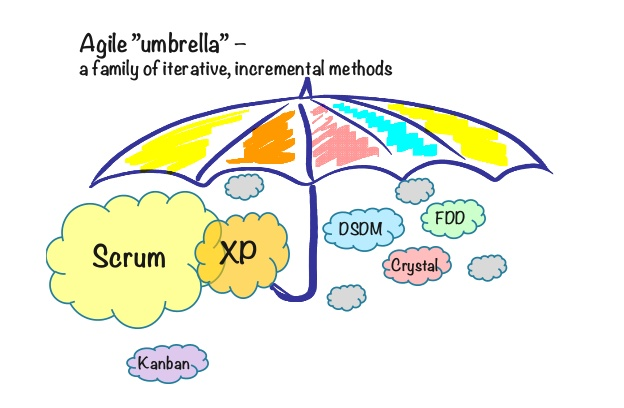 Agile ”umbrella” –
a family of iterative, incremental methods
Scrum
XP
DSDM
FDD
Crystal
Kanban